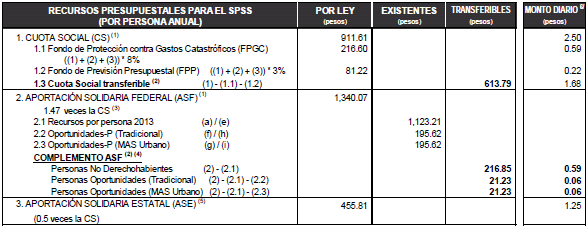 RECURSOS PRESUPUESTALES PARA EL SPSS
(POR PERSONA ANUAL)
POR LEY
(pesos)
EXISTENTES
(pesos)
TRANSFERIBLES
(pesos)
MONTO DIARIO 6/
(pesos)
1. CUOTA SOCIAL (CS) (1) 911.61 2.50
1.1 Fondo de Protección contra Gastos Catastróficos (FPGC) 216.60 0.59
((1) + (2) + (3)) * 8%
1.2 Fondo de Previsión Presupuestal (FPP) ((1) + (2) + (3)) * 3% 81.22 0.22
1.3 Cuota Social transferible (2) (1) - (1.1) - (1.2) 613.79 1.68
2. APORTACIÓN SOLIDARIA FEDERAL (ASF) (1) 1,340.07
1.47 veces la CS (3)
2.1 Recursos por persona 2013 (a) / (e) 1,123.21
2.2 Oportunidades-P (Tradicional) (f) / (h) 195.62
2.3 Oportunidades-P (MAS Urbano) (g) / (i) 195.62
COMPLEMENTO ASF (2) (4)
Personas No Derechohabientes (2) - (2.1) 216.85 0.59
Personas Oportunidades (Tradicional) (2) - (2.1) - (2.2) 21.23 0.06
Personas Oportunidades (MAS Urbano) (2) - (2.1) - (2.3) 21.23 0.06
3. APORTACIÓN SOLIDARIA ESTATAL (ASE) (5) 455.81 1.25
(0.5 veces la CS)